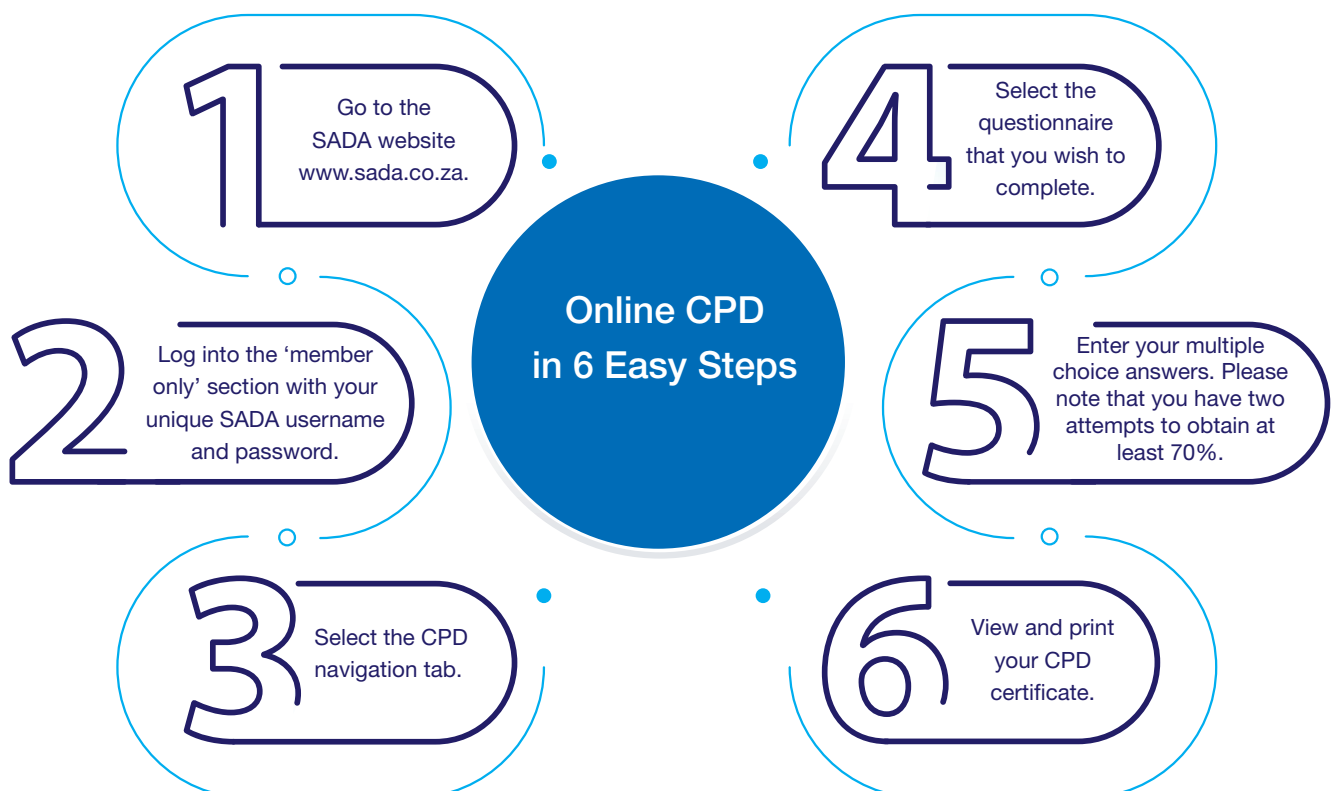 Online CPD
in 6 Easy Steps
1
Go to the
SADA website
www.sada.co.za.
2
Log into the ‘member
only’ section with your
unique SADA username
and password.
3
Select the CPD
navigation tab.
4
Select the
questionnaire
that you wish to
complete.
5
Enter your multiple
choice answers. Please
note that you have two
attempts to obtain at
least 70%.
6
View and print
your CPD
certificate.